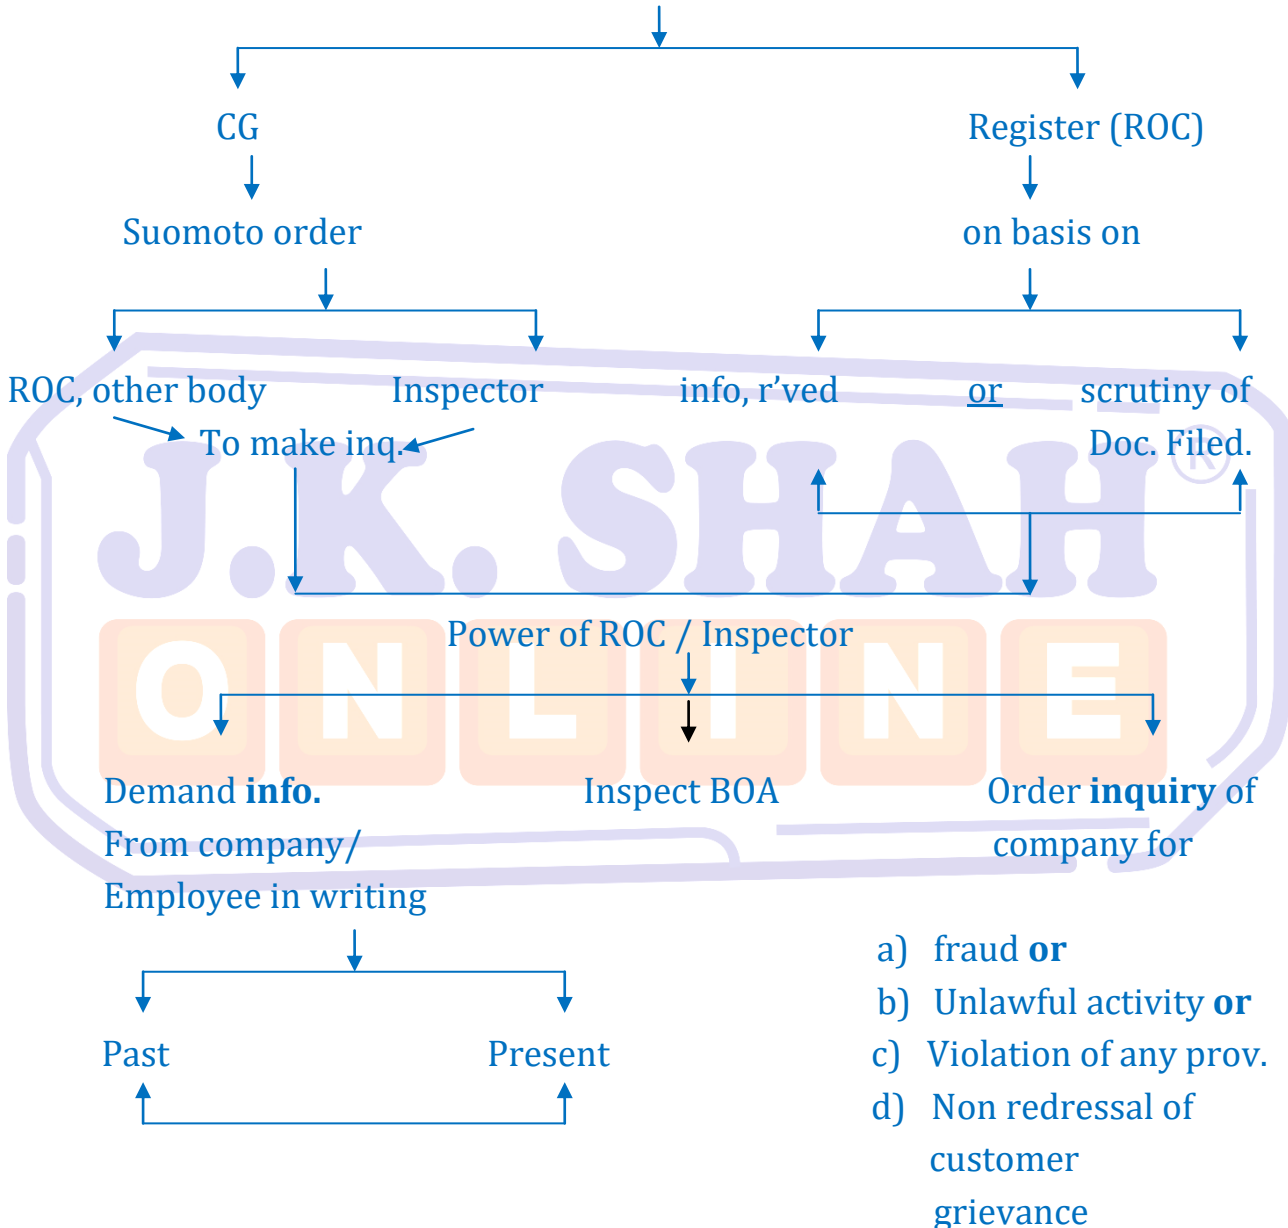 CG
Register (ROC)
Suomoto order
on basis on
ROC, other body
Inspector
info, r’ved
or
scrutiny of
To make inq.
Doc. Filed.
J.K. SHAH®
ONLINE
Power of ROC / Inspector
Demand info.
From company/
Employee in writing
Inspect BOA
Order inquiry of
company for
Past
Present
a) fraud or
b) Unlawful activity or
c) Violation of any prov.
d) Non redressal of
customer
grievance